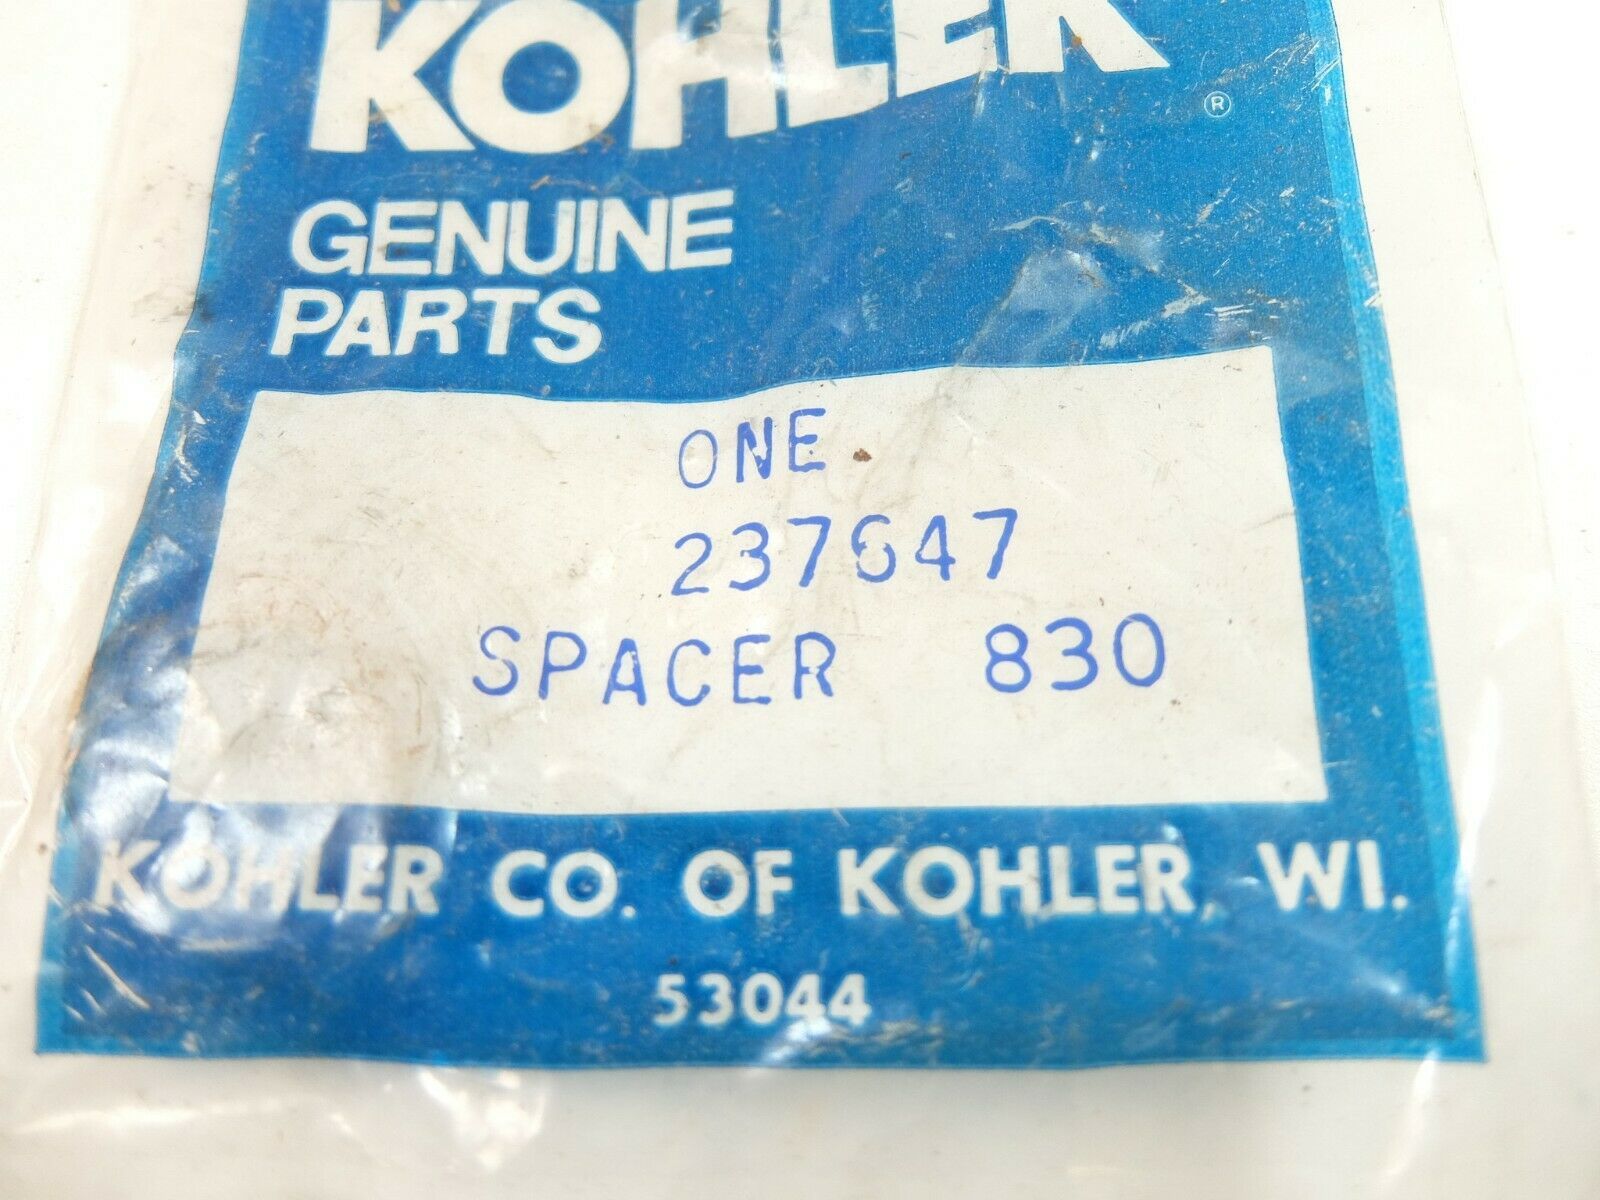 KOHLER
®
GENUINE
PARTS
ONE
237647
SPACER 830
KOHLER CO. OF KOHLER, WI.
53044